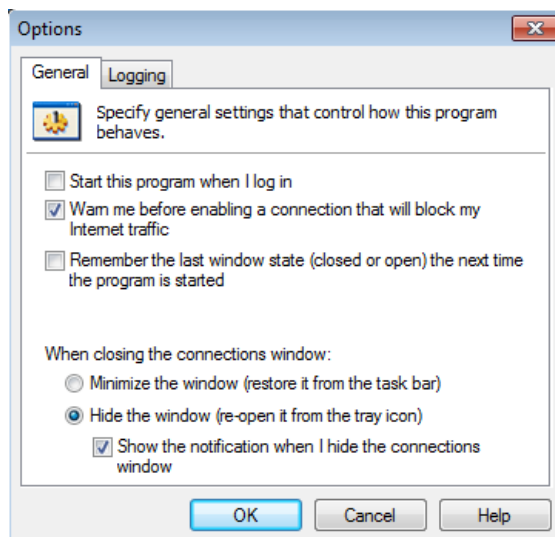 Options
General
Logging
Specify general settings that control how this program
behaves.
Start this program when I log in
Warn me before enabling a connection that will block my
Internet traffic
Remember the last window state (closed or open) the next time
the program is started
When closing the connections window:
Minimize the window (restore it from the task bar)
Hide the window (re-open it from the tray icon)
Show the notification when I hide the connections
window
OK
Cancel
Help